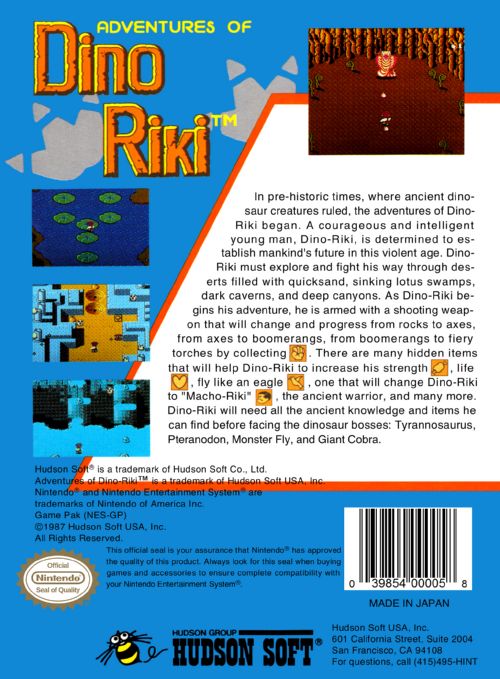 ADVENTURES OF
Dino
Riki™
In pre-historic times, where ancient dino-
saur creatures ruled, the adventures of Dino-
Riki began. A courageous and intelligent
young man, Dino-Riki, is determined to es-
tablish mankind's future in this violent age. Dino-
Riki must explore and fight his way through des-
erts filled with quicksand, sinking lotus swamps,
dark caverns, and deep canyons. As Dino-Riki be-
gins his adventure, he is armed with a shooting weap-
on that will change and progress from rocks to axes,
from axes to boomerangs, from boomerangs to fiery
torches by collecting . There are many hidden items
that will help Dino-Riki to increase his strength , life
, fly like an eagle , one that will change Dino-Riki
to "Macho-Riki" , the ancient warrior, and many more.
Dino-Riki will need all the ancient knowledge and items he
can find before facing the dinosaur bosses: Tyrannosaurus,
Pteranodon, Monster Fly, and Giant Cobra.
Hudson Soft® is a trademark of Hudson Soft Co., Ltd.
Adventures of Dino-Riki™ is a trademark of Hudson Soft USA, Inc.
Nintendo® and Nintendo Entertainment System® are
trademarks of Nintendo of America Inc.
Game Pak (NES-GP)
©1987 Hudson Soft USA, Inc.
All Rights Reserved.
Official
Nintendo
Seal of Quality
This official seal is your assurance that Nintendo® has approved
the quality of this product. Always look for this seal when buying
games and accessories to ensure complete compatibility with
your Nintendo Entertainment System®.
0 39854 00005 8
MADE IN JAPAN
HUDSON GROUP
HUDSON SOFT®
Hudson Soft USA, Inc.
601 California Street, Suite 2004
San Francisco, CA 94108
For questions, call (415)495-HINT